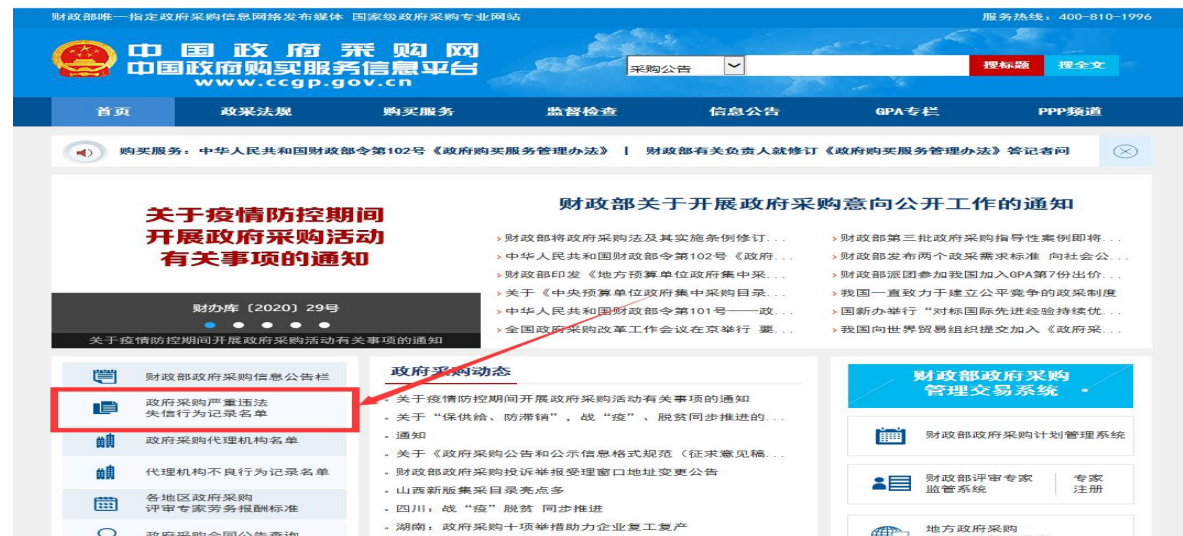 财政部唯一指定政府采购信息网络发布媒体 国家级政府采购专业网站
服务热线：400-810-1996
中国政府采购网
中国政府购买服务信息平台
www.ccgp.gov.cn
采购公告
搜标题
搜全文
首页
政采法规
购买服务
监督检查
信息公告
GPA专栏
PPP频道
购买服务：中华人民共和国财政部令第102号《政府购买服务管理办法》 | 财政部有关负责人就修订《政府购买服务管理办法》答记者问
关于疫情防控期间
开展政府采购活动
有关事项的通知
财办库〔2020〕29号
关于疫情防控期间开展政府采购活动有关事项的通知
财政部关于开展政府采购意向公开工作的通知
财政部将政府采购法及其实施条例修订...
中华人民共和国财政部令第102号《政府...
财政部印发《地方预算单位政府集中采...
关于《中央预算单位政府集中采购目录...
中华人民共和国财政部令第101号——政...
全国政府采购改革工作会议在京举行 要...
财政部第三批政府采购指导性案例即将...
财政部发布两个政采需求标准 向社会公...
财政部派团参加我国加入GPA第7份出价...
我国一直致力于建立公平竞争的政采制度
国新办举行“对标国际先进经验持续优...
我国向世界贸易组织提交加入《政府采...
财政部政府采购信息公告栏
政府采购严重违法
失信行为记录名单
政府采购代理机构名单
代理机构不良行为记录名单
各地区政府采购
评审专家劳务报酬标准
政府采购合同公告查询
政府采购动态
关于疫情防控期间开展政府采购活动有关事项的通知
关于“保供给、防滞销”，战“疫”、脱贫同步推进的...
通知
关于《政府采购公告和公示信息格式规范（征求意见稿...
财政部政府采购投诉举报受理窗口地址变更公告
山西新版集采目录亮点多
四川：战“疫”脱贫 同步推进
湖南：政府采购十项举措助力企业复工复产
财政部政府采购
管理交易系统
财政部政府采购计划管理系统
财政部评审专家
监管系统
专家
注册
地方政府采购